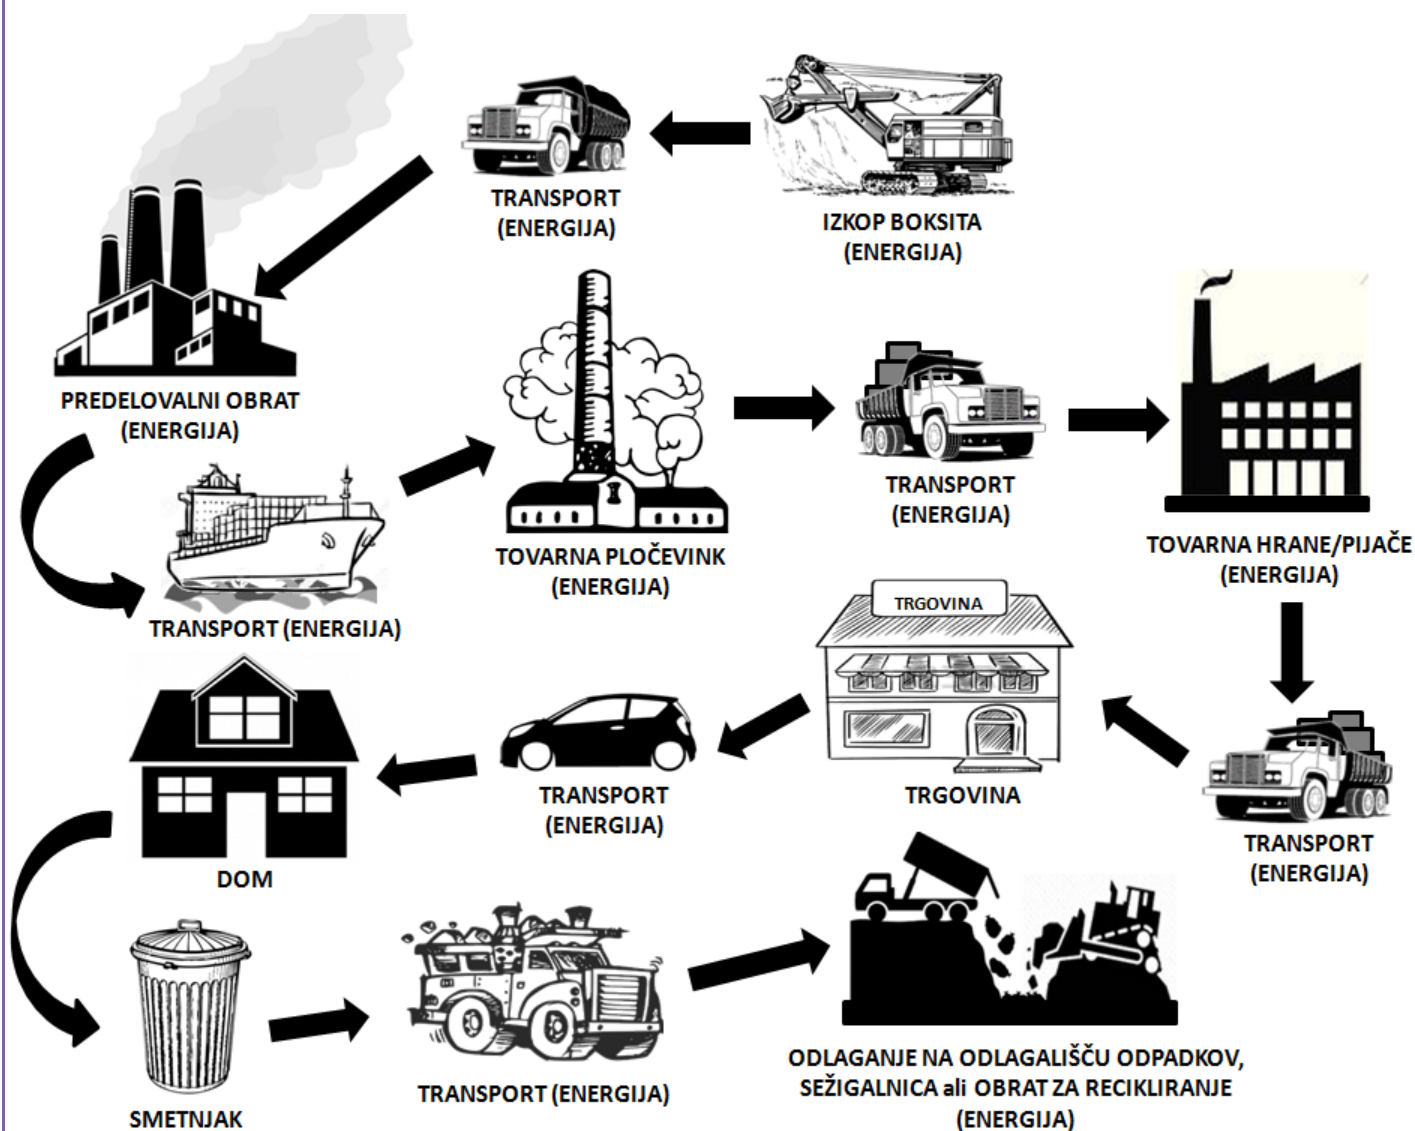 IZKOP BOKSITA
(ENERGIJA)
TRANSPORT
(ENERGIJA)
PREDELOVALNI OBRAT
(ENERGIJA)
TRANSPORT (ENERGIJA)
TOVARNA PLOČEVINK
(ENERGIJA)
TRANSPORT
(ENERGIJA)
TOVARNA HRANE/PIJAČE
(ENERGIJA)
TRANSPORT
(ENERGIJA)
TRGOVINA
TRGOVINA
TRANSPORT
(ENERGIJA)
DOM
SMETNJAK
TRANSPORT (ENERGIJA)
ODLAGANJE NA ODLAGALIŠČU ODPADKOV,
SEŽIGALNICA ali OBRAT ZA RECIKLIRANJE
(ENERGIJA)